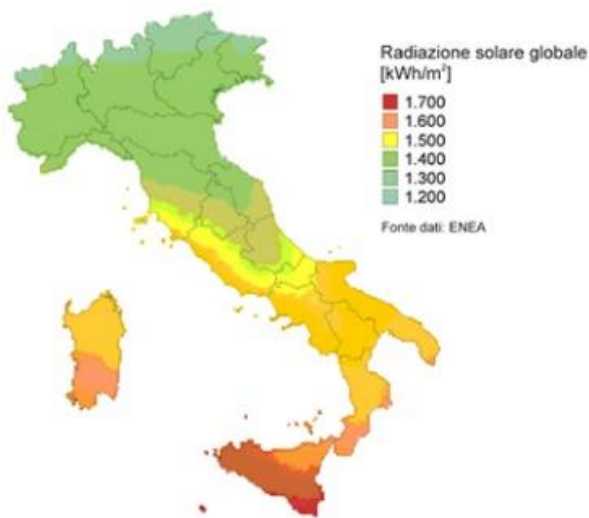 Radiazione solare globale
[kWh/m²]
1.700
1.600
1.500
1.400
1.300
1.200
Fonte dati: ENEA